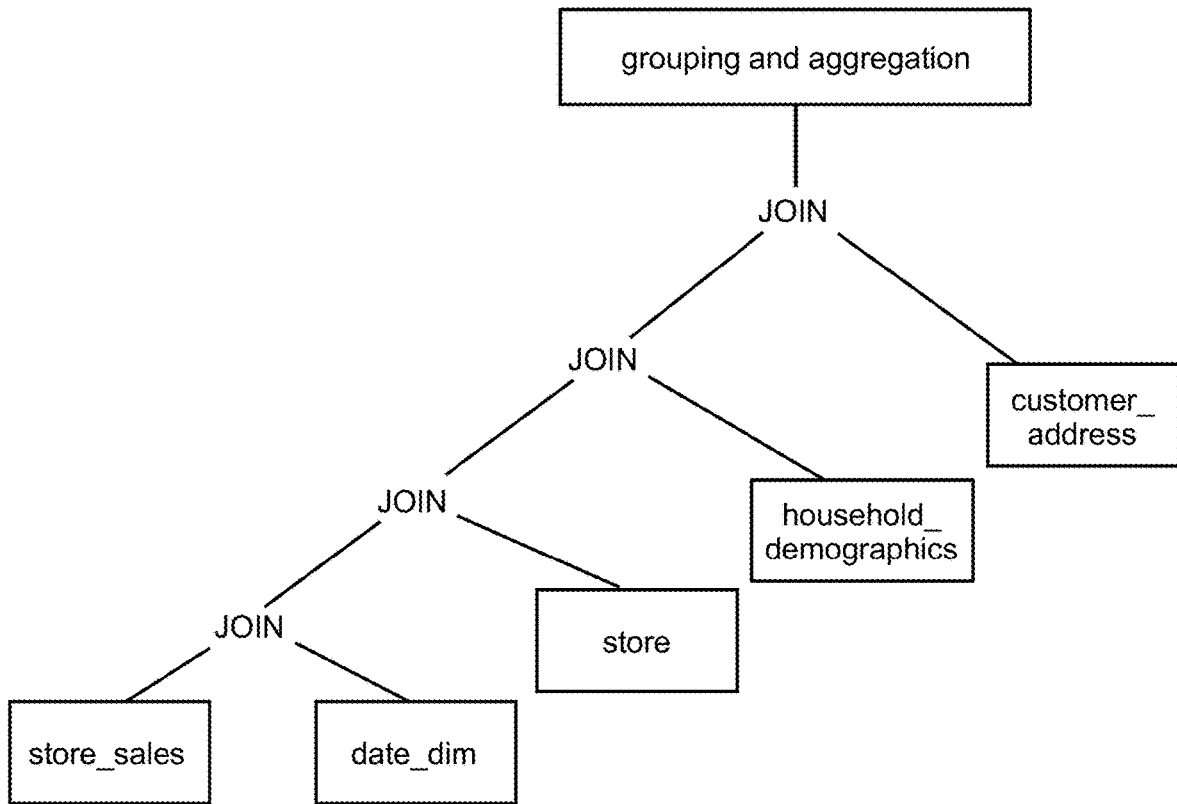 grouping and aggregation
JOIN
JOIN
customer_
address
JOIN
household_
demographics
JOIN
store
store_sales
date_dim